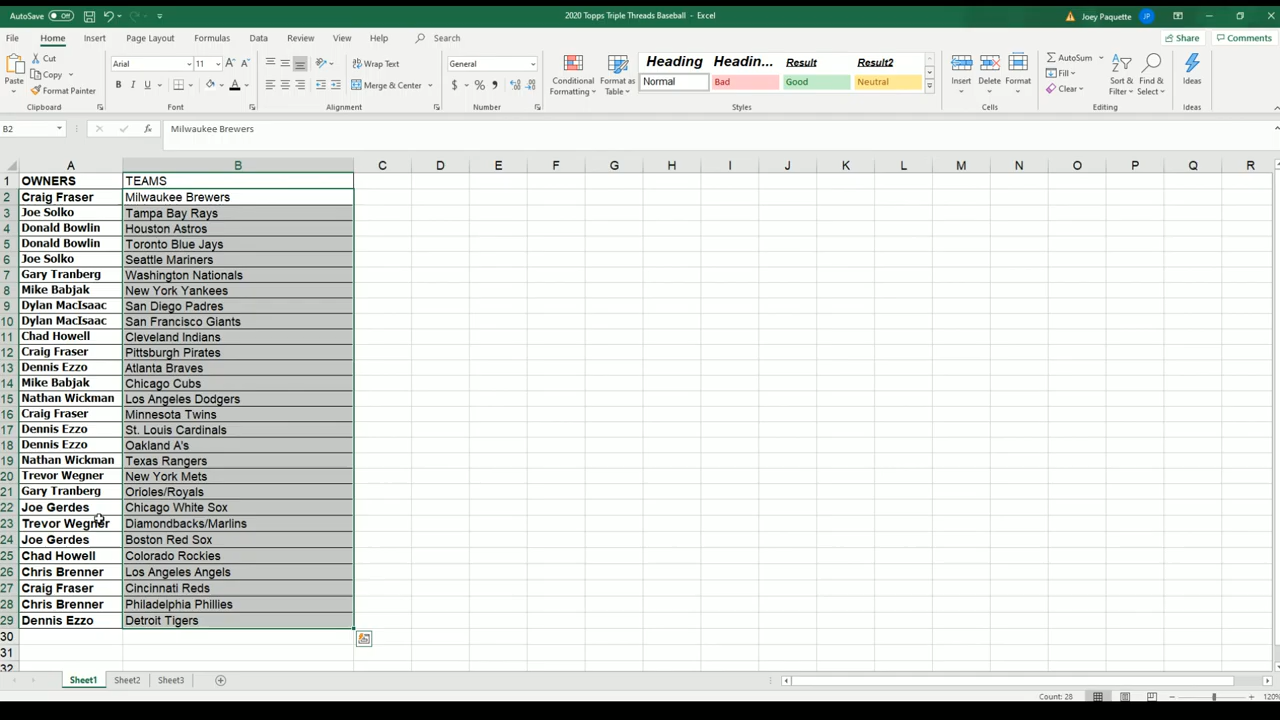 AutoSave Off
2020 Topps Triple Threads Baseball - Excel
Joey Paquette JP
File Home Insert Page Layout Formulas Data Review View Help Search Share Comments
Paste
Cut
Copy
Format Painter
Clipboard
Arial 11
B I U
Font
Wrap Text
Merge & Center
Alignment
General
$ % ,
Number
Conditional Formatting
Format as Table
Heading Headin... Result Result2
Normal Bad Good Neutral
Styles
Insert Delete Format
Cells
AutoSum
Fill
Clear
Sort & Filter
Find & Select
Editing
Ideas
Ideas
B2 fx Milwaukee Brewers
A B C D E F G H I J K L M N O P Q R
1 OWNERS TEAMS
2 Craig Fraser Milwaukee Brewers
3 Joe Solko Tampa Bay Rays
4 Donald Bowlin Houston Astros
5 Donald Bowlin Toronto Blue Jays
6 Joe Solko Seattle Mariners
7 Gary Tranberg Washington Nationals
8 Mike Babjak New York Yankees
9 Dylan MacIsaac San Diego Padres
10 Dylan MacIsaac San Francisco Giants
11 Chad Howell Cleveland Indians
12 Craig Fraser Pittsburgh Pirates
13 Dennis Ezzo Atlanta Braves
14 Mike Babjak Chicago Cubs
15 Nathan Wickman Los Angeles Dodgers
16 Craig Fraser Minnesota Twins
17 Dennis Ezzo St. Louis Cardinals
18 Dennis Ezzo Oakland A's
19 Nathan Wickman Texas Rangers
20 Trevor Wegner New York Mets
21 Gary Tranberg Orioles/Royals
22 Joe Gerdes Chicago White Sox
23 Trevor Wegner Diamondbacks/Marlins
24 Joe Gerdes Boston Red Sox
25 Chad Howell Colorado Rockies
26 Chris Brenner Los Angeles Angels
27 Craig Fraser Cincinnati Reds
28 Chris Brenner Philadelphia Phillies
29 Dennis Ezzo Detroit Tigers
30
31
32
Sheet1 Sheet2 Sheet3
Count: 28 120%